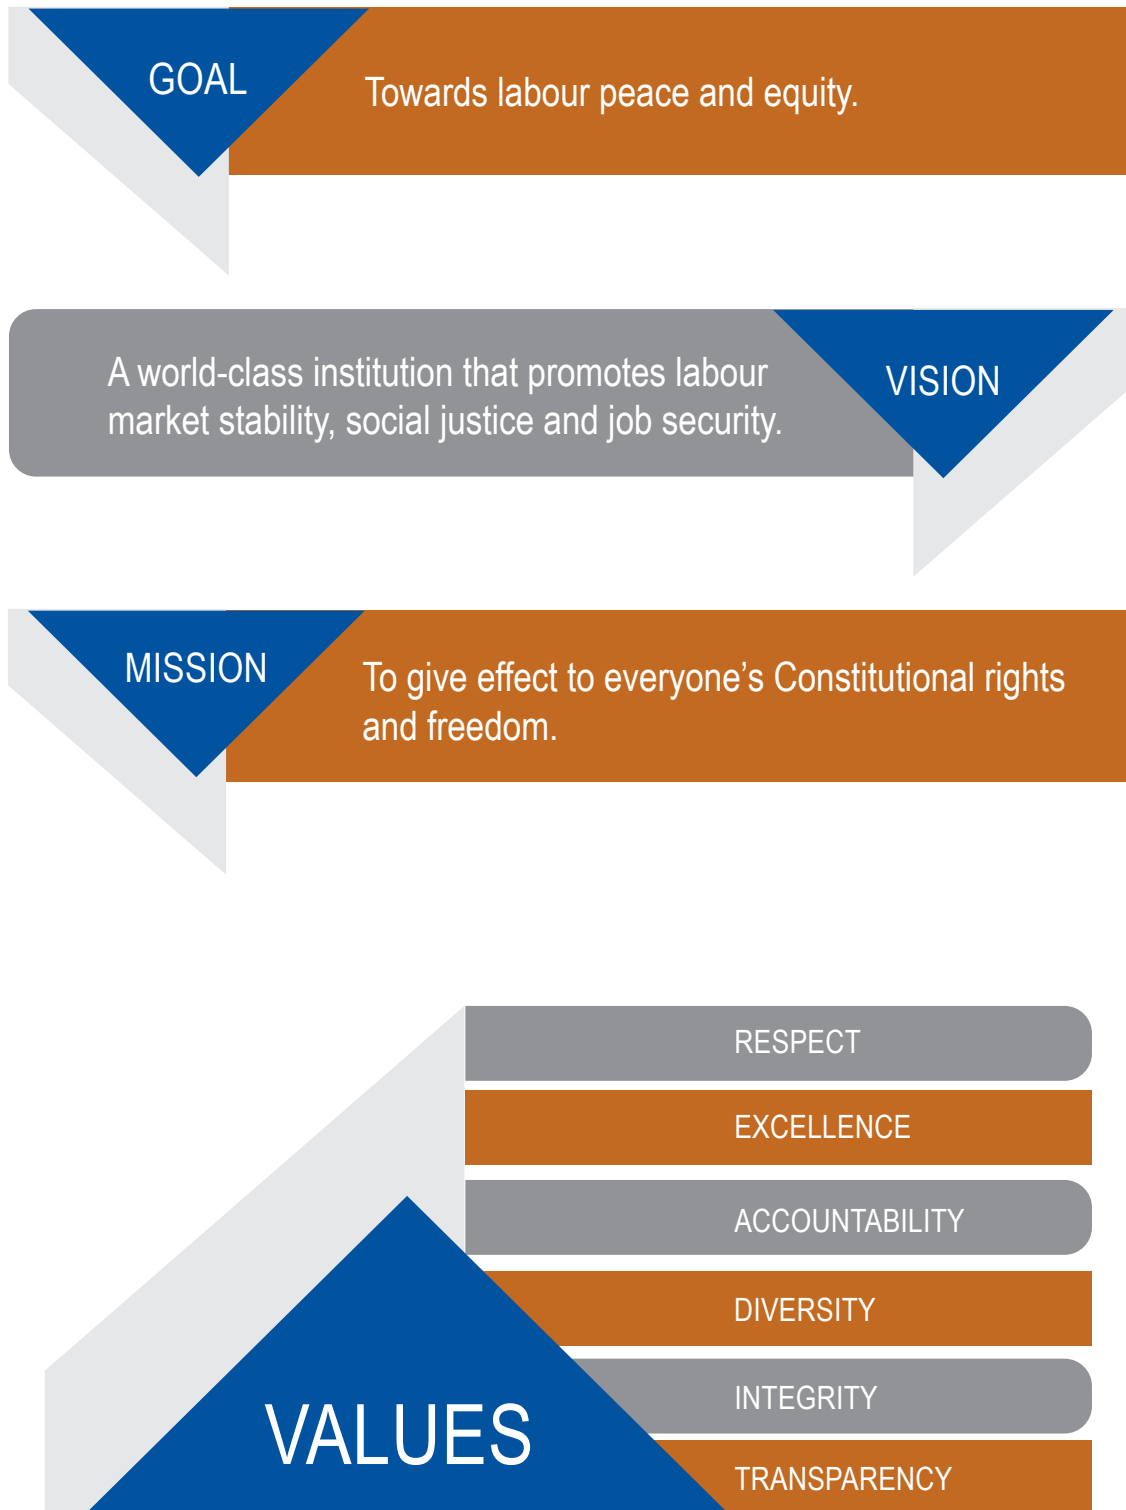 GOAL
Towards labour peace and equity.
A world-class institution that promotes labour
market stability, social justice and job security.
VISION
MISSION
To give effect to everyone’s Constitutional rights
and freedom.
RESPECT
EXCELLENCE
ACCOUNTABILITY
DIVERSITY
INTEGRITY
VALUES
TRANSPARENCY